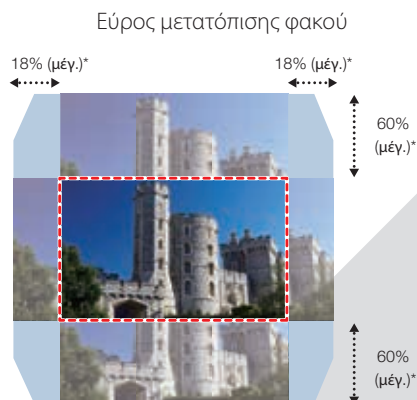 Εύρος μετατόπισης φακού
18% (μέγ.)* 18% (μέγ.)*
60%
(μέγ.)*
60%
(μέγ.)*